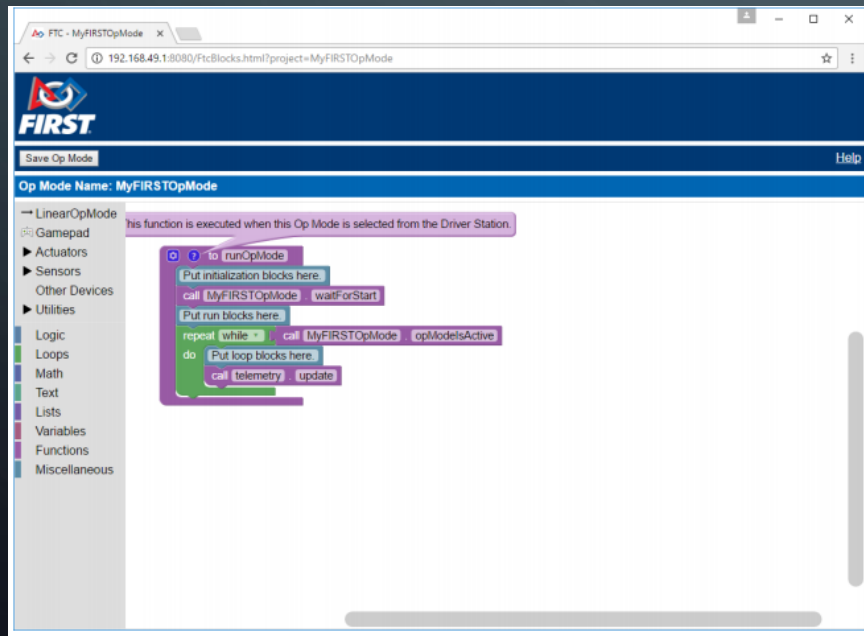 FTC - MyFIRSTOpMode
192.168.49.1:8080/FtcBlocks.html?project=MyFIRSTOpMode
FIRST
Save Op Mode
Help
Op Mode Name: MyFIRSTOpMode
LinearOpMode
Gamepad
Actuators
Sensors
Other Devices
Utilities
Logic
Loops
Math
Text
Lists
Variables
Functions
Miscellaneous
his function is executed when this Op Mode is selected from the Driver Station.
to runOpMode
Put initialization blocks here.
call MyFIRSTOpMode . waitForStart
Put run blocks here.
repeat while call MyFIRSTOpMode . opModeIsActive
do Put loop blocks here.
call telemetry . update